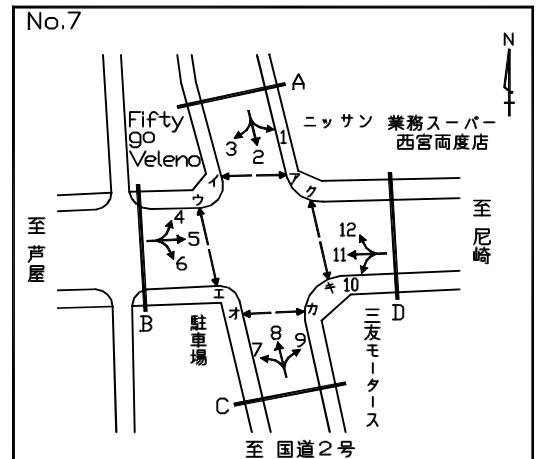 No.7
N
A
Fifty
go
Veleno
ニッサン
業務スーパー
西宮両度店
1
2
3
イ
ア
ウ
ク
至 芦屋
4
5
6
12
11
10
至 尼崎
エ
キ
オ
カ
B
駐車場
8
7
9
三友モータース
D
C
至 国道2号